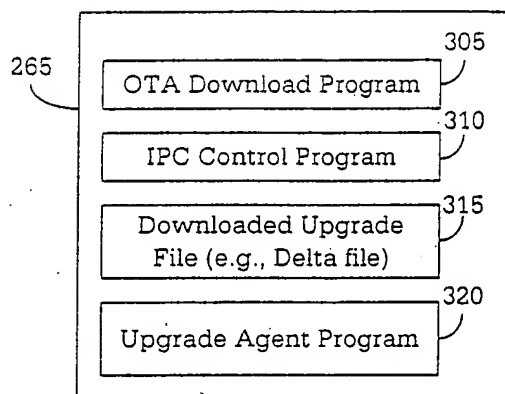 265
305
OTA Download Program
310
IPC Control Program
315
Downloaded Upgrade
File (e.g., Delta file)
320
Upgrade Agent Program